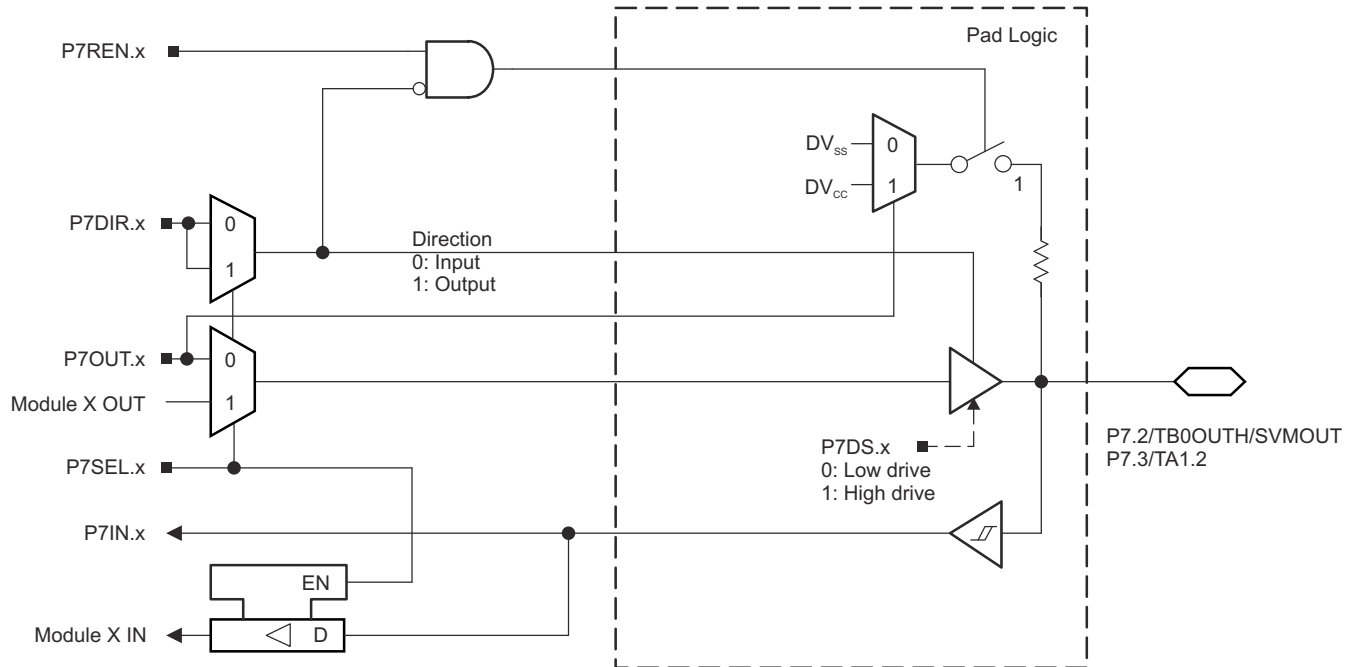 Pad Logic
P7REN.x
DVss
0
DVcc
1
1
P7DIR.x
0
1
Direction
0: Input
1: Output
P7OUT.x
0
Module X OUT
1
P7DS.x
0: Low drive
1: High drive
P7.2/TB0OUTH/SVMOUT
P7.3/TA1.2
P7SEL.x
P7IN.x
EN
Module X IN
D